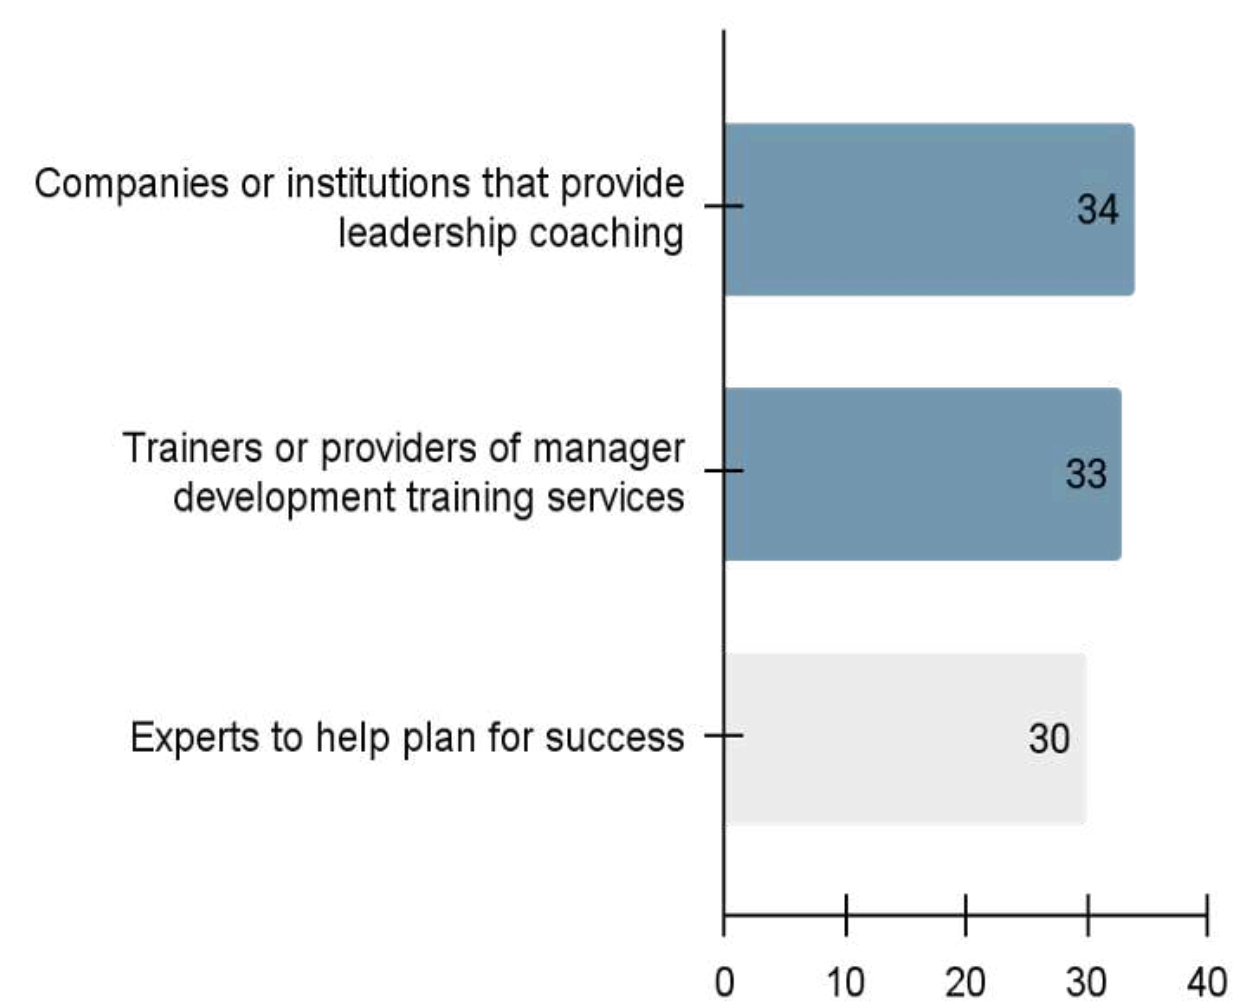 Companies or institutions that provide
leadership coaching
34
Trainers or providers of manager
development training services
33
Experts to help plan for success
30
0 10 20 30 40